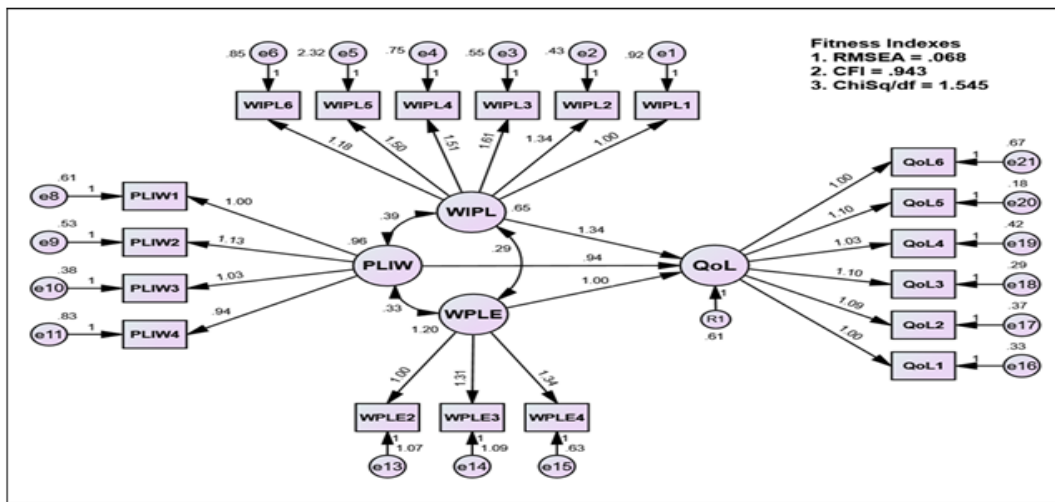 Fitness Indexes
1. RMSEA = .068
2. CFI = .943
3. ChiSq/df = 1.545
.85 e6 2.32 e5 .75 e4 .55 e3 .43 e2 .92 e1
1 1 1 1 1 1
WIPL6 WIPL5 WIPL4 WIPL3 WIPL2 WIPL1
1.18 1.50 1.51 1.61 1.34 1.00
.61
e8 1 PLIW1 1.00
.53
e9 1 PLIW2 1.13
.38
e10 1 PLIW3 1.03
.83
e11 1 PLIW4 .94
WIPL .65
.39
.96
PLIW
.29
.33
1.20
WPLE
1.34
.94
1.00
QoL
1
R1
.61
1.00 QoL6 1 .67 e21
1.10 QoL5 1 .18 e20
1.03 QoL4 1 .42 e19
1.10 QoL3 1 .29 e18
1.09 QoL2 1 .37 e17
1.00 QoL1 1 .33 e16
1.00 1.31 1.34
WPLE2 WPLE3 WPLE4
1 1 1
1.07 1.09 .63
e13 e14 e15